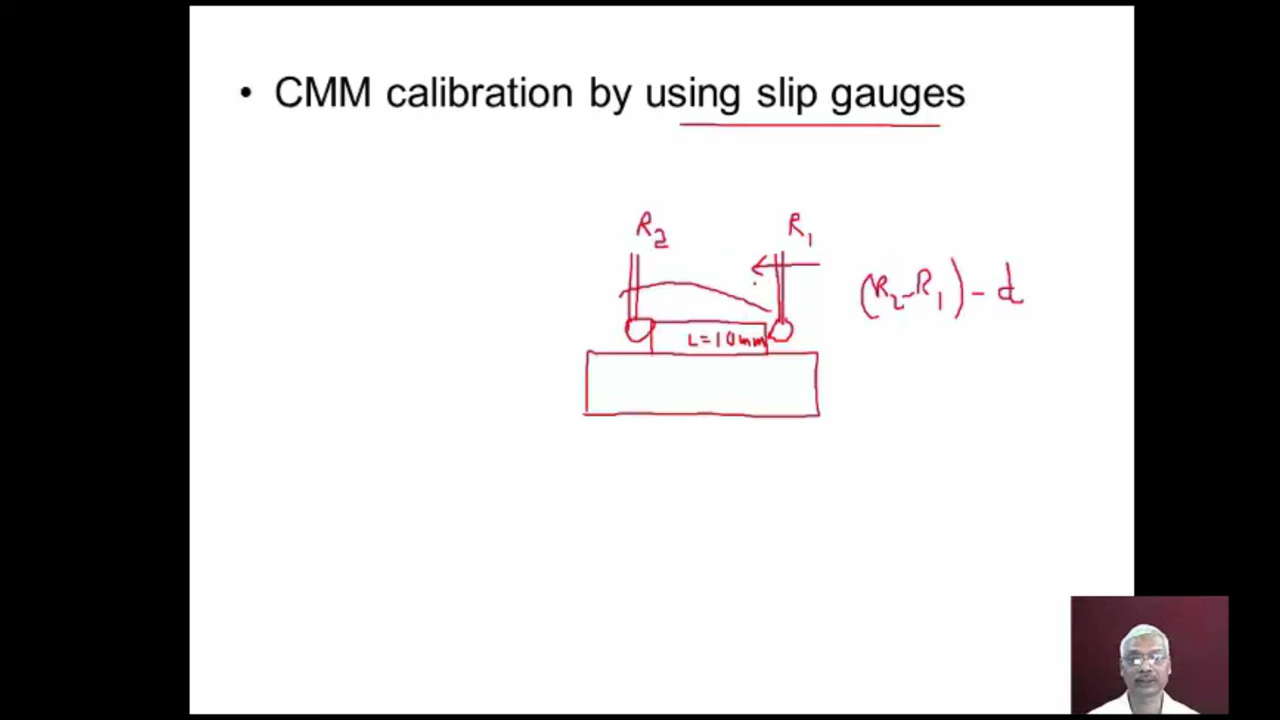 • CMM calibration by using slip gauges
R₂ R₁
(R₂-R₁)-d
L=10mm